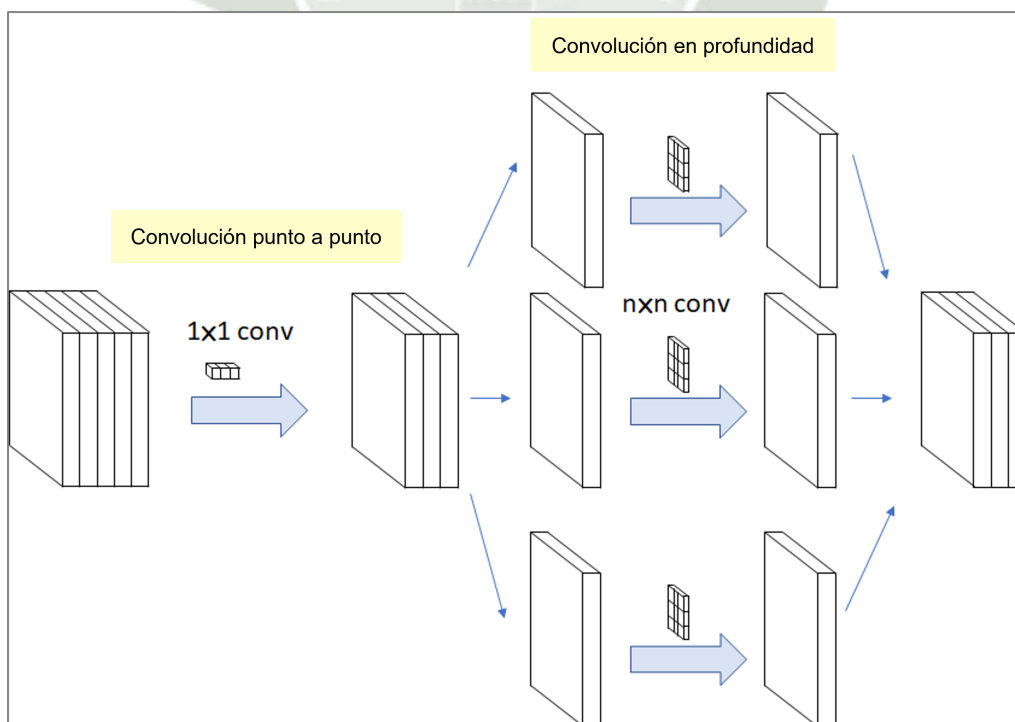 Convolución en profundidad
Convolución punto a punto
1x1 conv
nxn conv